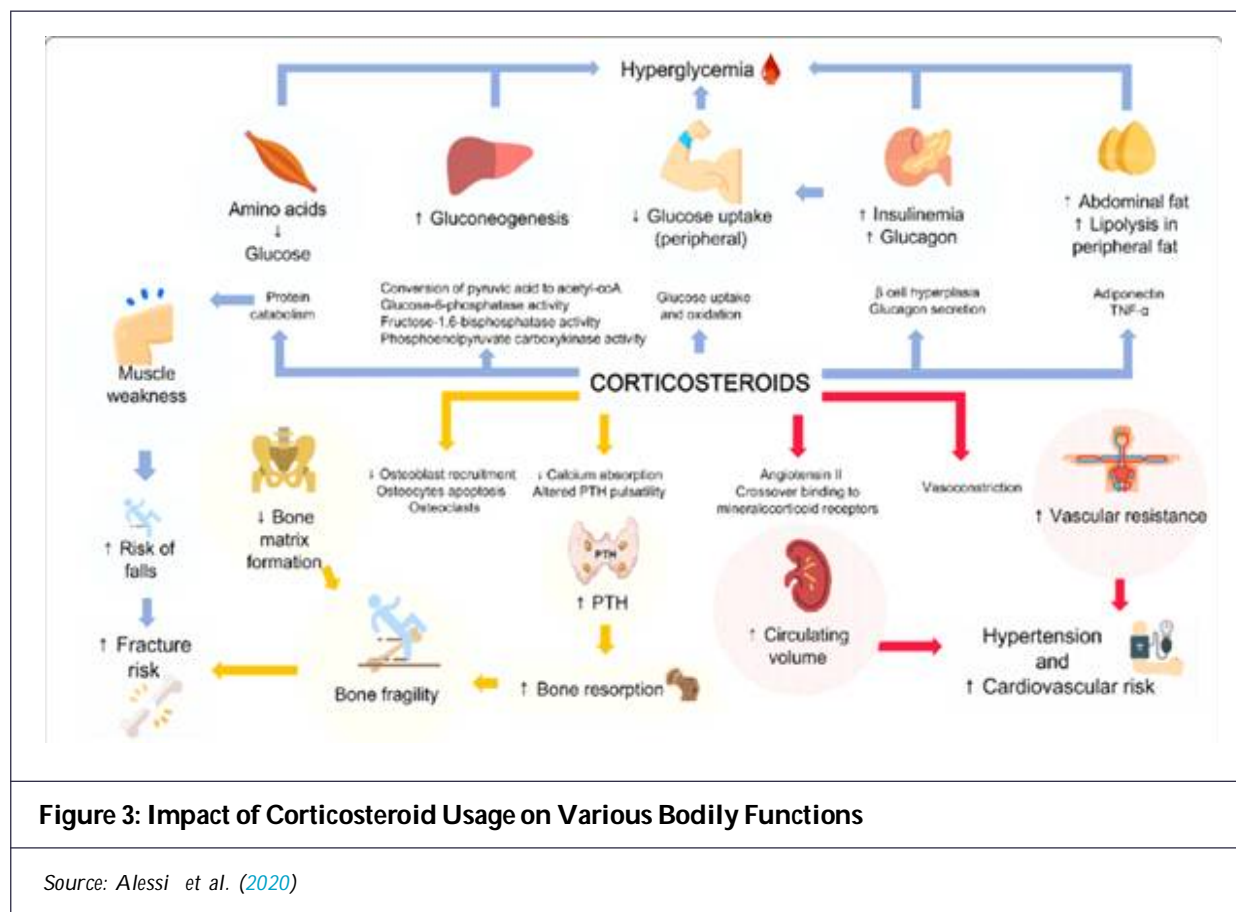 Hyperglycemia
Amino acids
↓
Glucose
↑ Gluconeogenesis
↓ Glucose uptake
(peripheral)
↑ Insulinemia
↑ Glucagon
↑ Abdominal fat
↑ Lipolysis in
peripheral fat
Protein
catabolism
Conversion of pyruvic acid to acetyl-coA
Glucose-6-phosphatase activity
Fructose-1,6-bisphosphatase activity
Phosphoenolpyruvate carboxykinase activity
Glucose uptake
and oxidation
β cell hyperplasia
Glucagon secretion
Adiponectin
TNF-α
Muscle
weakness
CORTICOSTEROIDS
↓ Osteoblast recruitment
Osteocytes apoptosis
Osteoclasts
↓ Calcium absorption
Altered PTH pulsatility
Angiotensin II
Crossover binding to
mineralocorticoid receptors
Vasoconstriction
↑ Vascular resistance
↓ Bone
matrix
formation
↑ Risk of
falls
PTH
↑ PTH
↑ Fracture
risk
Bone fragility
↑ Bone resorption
↑ Circulating
volume
Hypertension
and
↑ Cardiovascular risk
Figure 3: Impact of Corticosteroid Usage on Various Bodily Functions
Source: Alessi et al. (2020)